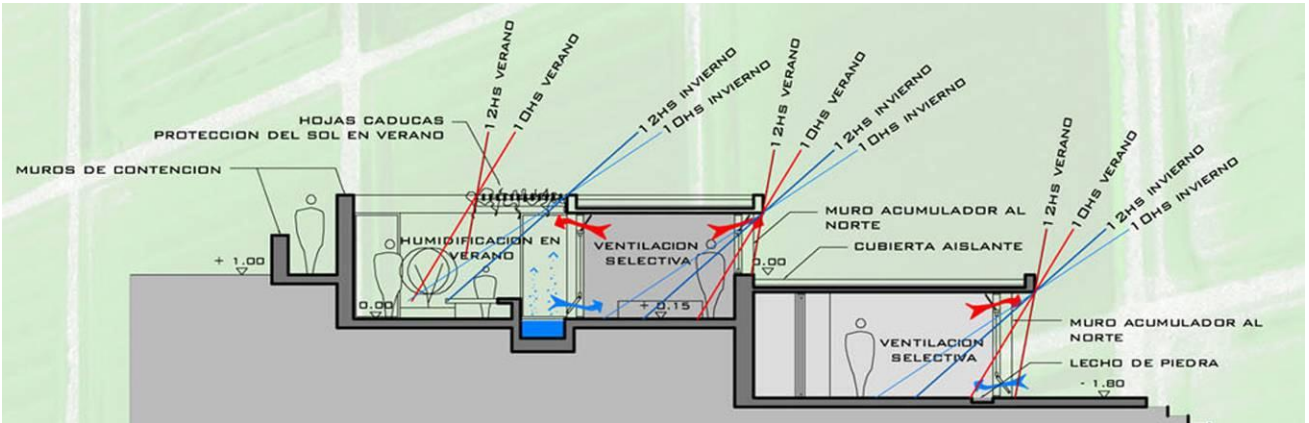 12HS VERANO
10HS VERANO
12HS INVIERNO
10HS INVIERNO
12HS VERANO
10HS VERANO
12HS INVIERNO
10HS INVIERNO
HOJAS CADUCAS
PROTECCION DEL SOL EN VERANO
MUROS DE CONTENCION
12HS VERANO
10HS VERANO
12HS INVIERNO
10HS INVIERNO
MURO ACUMULADOR AL
NORTE
CUBIERTA AISLANTE
HUMIDIFICACION EN
VERANO
VENTILACION
SELECTIVA
+ 1.00
0.00
0.00
+ 0.15
VENTILACION
SELECTIVA
MURO ACUMULADOR AL
NORTE
LECHO DE PIEDRA
- 1.80